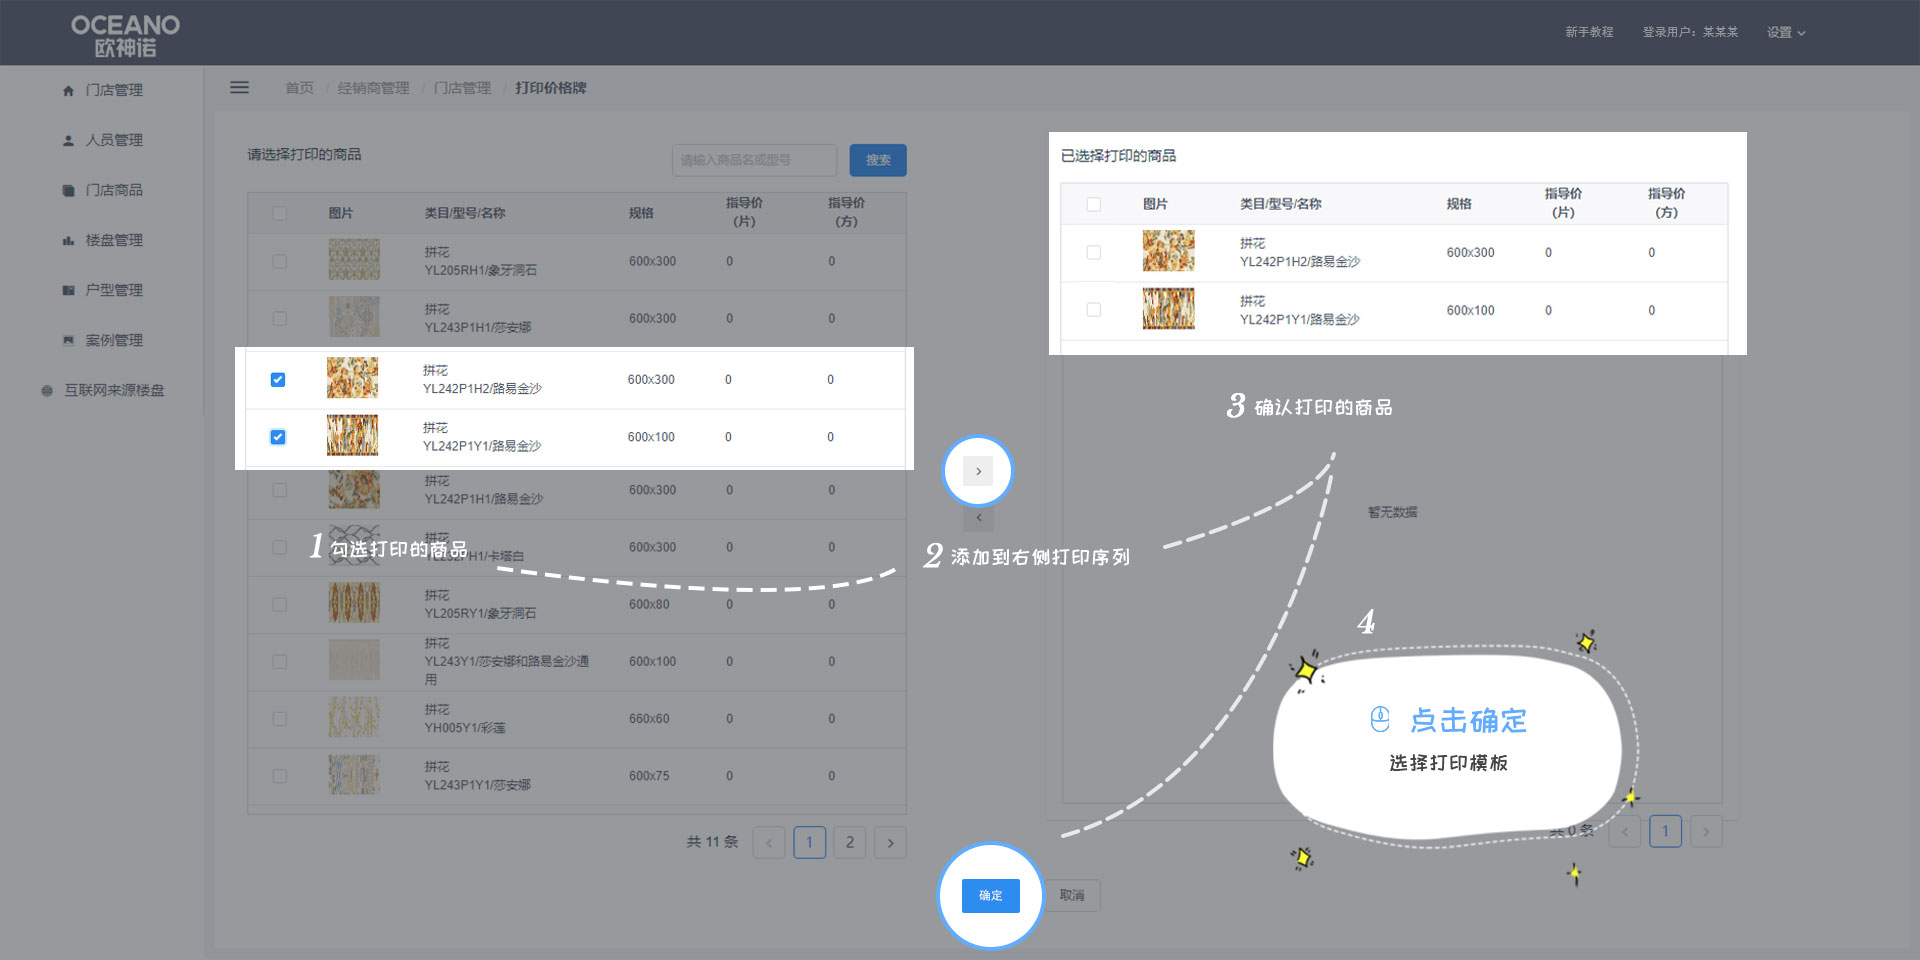 OCEANO
欧神诺
新手教程
登录用户：某某某
设置
门店管理
人员管理
门店商品
楼盘管理
户型管理
案例管理
互联网来源楼盘
首页 / 经销商管理 / 门店管理 / 打印价格牌
请选择打印的商品
请输入商品名或型号
搜索
图片 类目/型号/名称 规格 指导价(片) 指导价(方)
拼花
YL205RH1/象牙洞石 600x300 0 0
拼花
YL243P1H1/莎安娜 600x300 0 0
拼花
YL242P1H2/路易金沙 600x300 0 0
拼花
YL242P1Y1/路易金沙 600x100 0 0
拼花
YL242P1H1/路易金沙 600x300 0 0
拼花
H1/卡塔白 600x300 0 0
拼花
YL205RY1/象牙洞石 600x80 0 0
拼花
YL243Y1/莎安娜和路易金沙通
用 600x100 0 0
拼花
YH005Y1/彩莲 660x60 0 0
拼花
YL243P1Y1/莎安娜 600x75 0 0
共 11 条 1 2
1 勾选打印的商品
2 添加到右侧打印序列
已选择打印的商品
图片 类目/型号/名称 规格 指导价(片) 指导价(方)
拼花
YL242P1H2/路易金沙 600x300 0 0
拼花
YL242P1Y1/路易金沙 600x100 0 0
3 确认打印的商品
暂无数据
4
点击确定
选择打印模板
共 0 条 1
确定
取消